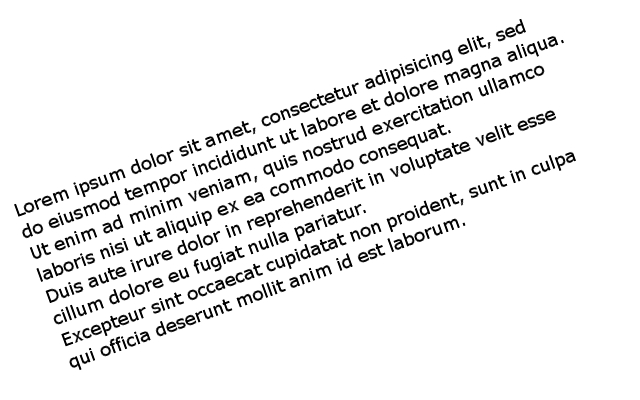 Lorem ipsum dolor sit amet, consectetur adipisicing elit, sed
do eiusmod tempor incididunt ut labore et dolore magna aliqua.
Ut enim ad minim veniam, quis nostrud exercitation ullamco
laboris nisi ut aliquip ex ea commodo consequat.
Duis aute irure dolor in reprehenderit in voluptate velit esse
cillum dolore eu fugiat nulla pariatur.
Excepteur sint occaecat cupidatat non proident, sunt in culpa
qui officia deserunt mollit anim id est laborum.